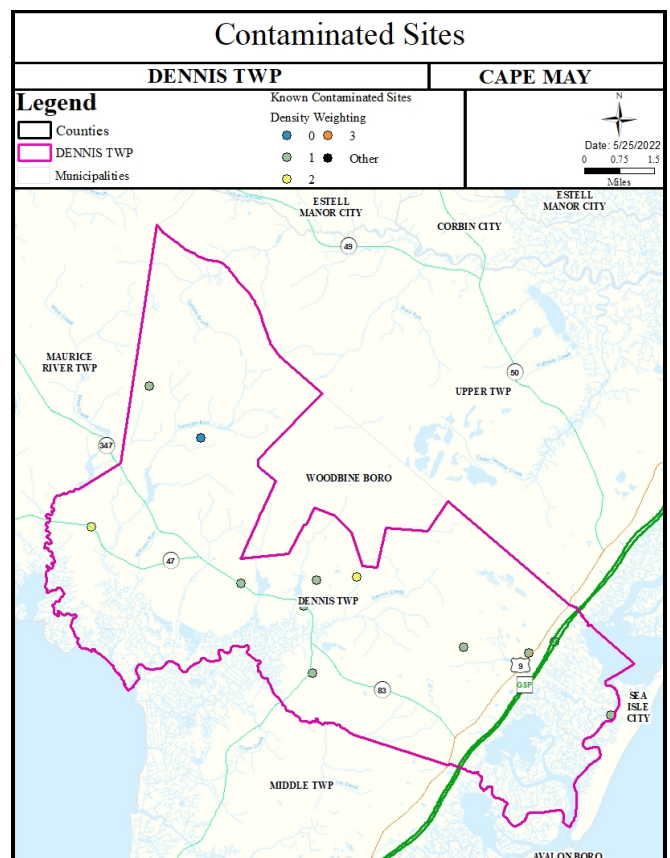 Contaminated Sites
DENNIS TWP
CAPE MAY
Legend
Counties
DENNIS TWP
Municipalities
Known Contaminated Sites
Density Weighting
0
3
1
Other
2
N
Date: 5/25/2022
0 0.75 1.5
Miles
ESTELL
MANOR CITY
ESTELL
MANOR CITY
CORBIN CITY
49
MAURICE
RIVER TWP
50
UPPER TWP
347
WOODBINE BORO
47
DENNIS TWP
9
GSP
83
SEA
ISLE
CITY
MIDDLE TWP
AVALON BORO